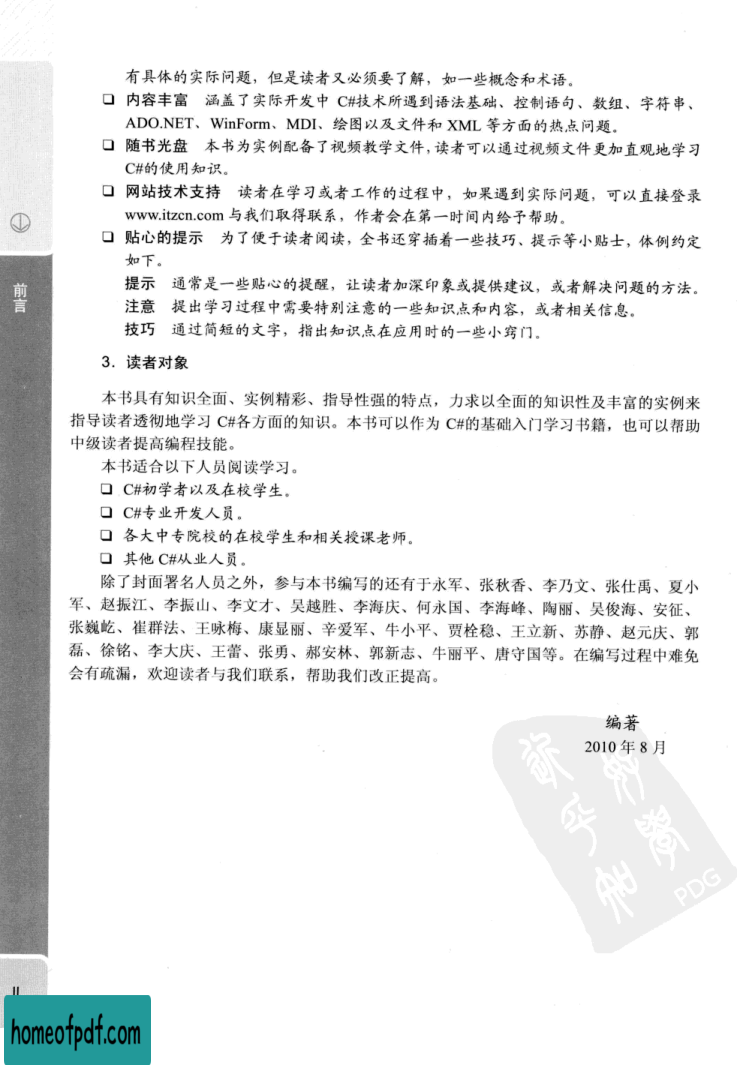 有具体的实际问题，但是读者又必须要了解，如一些概念和术语。
❑ 内容丰富 涵盖了实际开发中 C#技术所遇到语法基础、控制语句、数组、字符串、
ADO.NET、WinForm、MDI、绘图以及文件和 XML 等方面的热点问题。
❑ 随书光盘 本书为实例配备了视频教学文件，读者可以通过视频文件更加直观地学习
C#的使用知识。
❑ 网站技术支持 读者在学习或者工作的过程中，如果遇到实际问题，可以直接登录
www.itzcn.com 与我们取得联系，作者会在第一时间内给予帮助。
❑ 贴心的提示 为了便于读者阅读，全书还穿插着一些技巧、提示等小贴士，体例约定
如下。
提示 通常是一些贴心的提醒，让读者加深印象或提供建议，或者解决问题的方法。
注意 提出学习过程中需要特别注意的一些知识点和内容，或者相关信息。
技巧 通过简短的文字，指出知识点在应用时的一些小窍门。
前言
3．读者对象
本书具有知识全面、实例精彩、指导性强的特点，力求以全面的知识性及丰富的实例来
指导读者透彻地学习 C#各方面的知识。本书可以作为 C#的基础入门学习书籍，也可以帮助
中级读者提高编程技能。
本书适合以下人员阅读学习。
❑ C#初学者以及在校学生。
❑ C#专业开发人员。
❑ 各大中专院校的在校学生和相关授课老师。
❑ 其他 C#从业人员。
除了封面署名人员之外，参与本书编写的还有于永军、张秋香、李乃文、张仕禹、夏小
军、赵振江、李振山、李文才、吴越胜、李海庆、何永国、李海峰、陶丽、吴俊海、安征、
张巍屹、崔群法、王咏梅、康显丽、辛爱军、牛小平、贾栓稳、王立新、苏静、赵元庆、郭
磊、徐铭、李大庆、王蕾、张勇、郝安林、郭新志、牛丽平、唐守国等。在编写过程中难免
会有疏漏，欢迎读者与我们联系，帮助我们改正提高。
编著
2010 年 8 月
PDG
II
homeofpdf.com